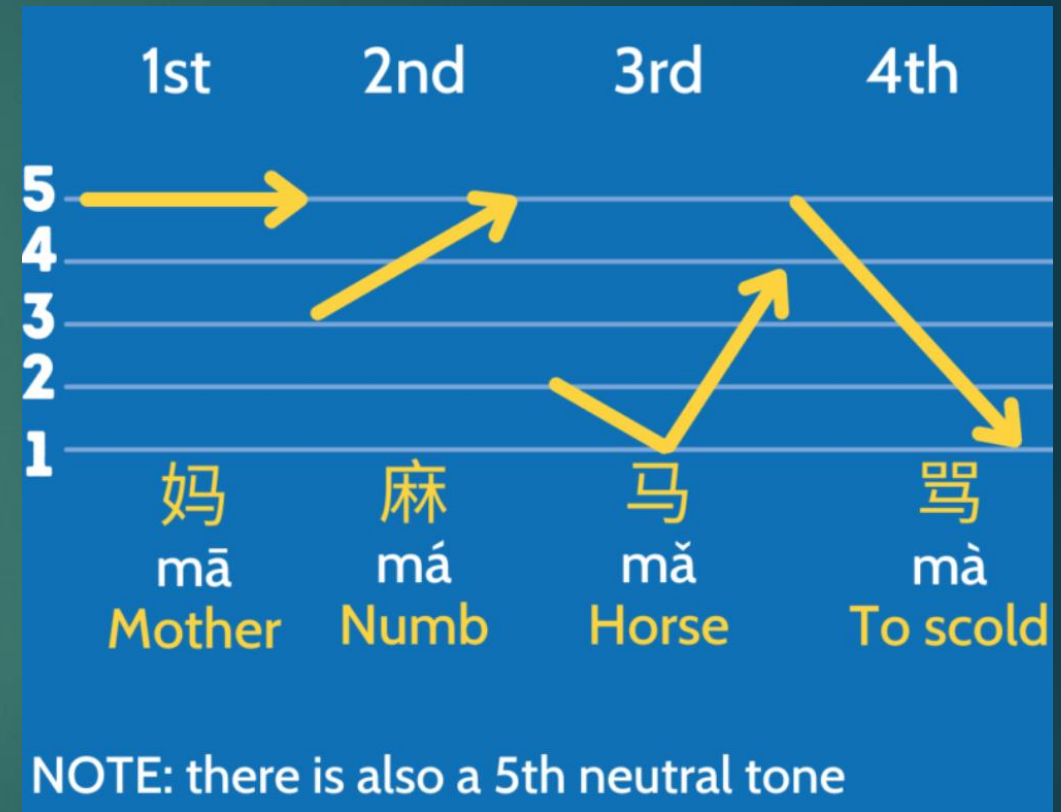 1st 2nd 3rd 4th
5
4
3
2
1
妈 麻 马 骂
mā má mǎ mà
Mother Numb Horse To scold
NOTE: there is also a 5th neutral tone